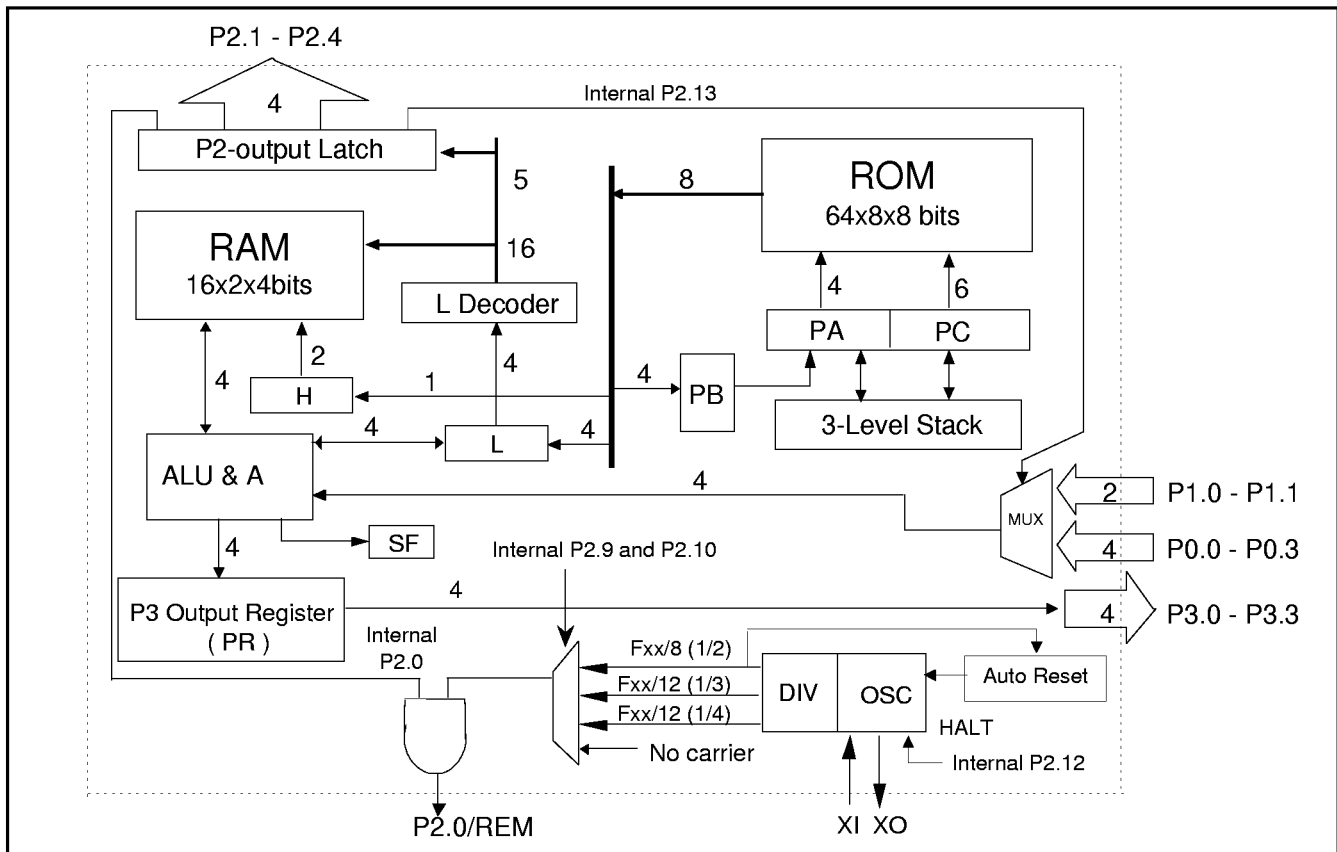 P2.1 - P2.4
4
Internal P2.13
P2-output Latch
5
8
ROM
64x8x8 bits
RAM
16x2x4bits
16
L Decoder
4
6
PA
PC
4
2
4
1
4
PB
H
3-Level Stack
4
L
4
ALU & A
4
MUX
2
P1.0 - P1.1
SF
4
Internal P2.9 and P2.10
4
P0.0 - P0.3
P3 Output Register
( PR )
4
4
P3.0 - P3.3
Internal
P2.0
Fxx/8 (1/2)
Fxx/12 (1/3)
Fxx/12 (1/4)
No carrier
DIV
OSC
Auto Reset
HALT
Internal P2.12
P2.0/REM
XI
XO